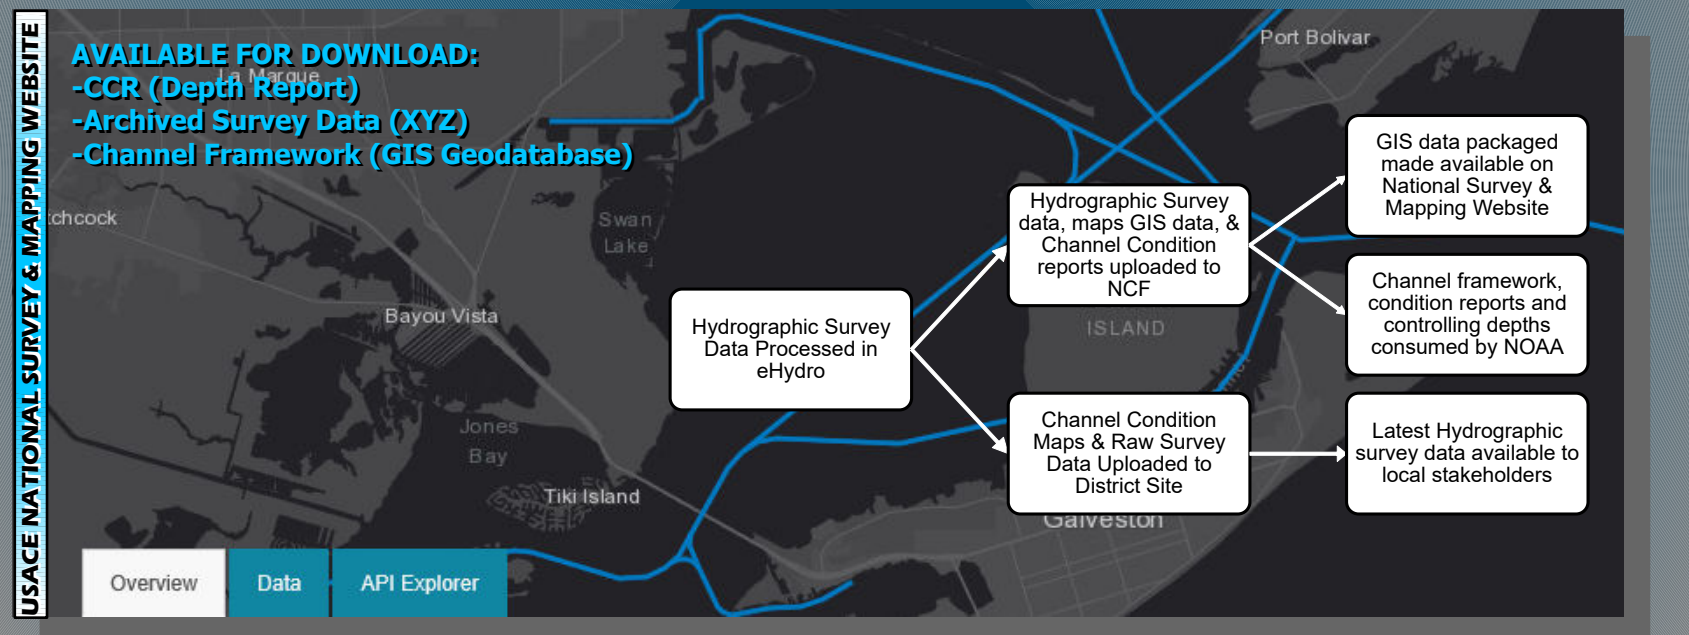 USACE NATIONAL SURVEY & MAPPING WEBSITE
AVAILABLE FOR DOWNLOAD:
La Marque
-CCR (Depth Report)
-Archived Survey Data (XYZ)
-Channel Framework (GIS Geodatabase)
Port Bolivar
tchcock
Swan
Lake
Bayou Vista
Jones
Bay
Tiki Island
ISLAND
Galveston
Hydrographic Survey
Data Processed in
eHydro
Hydrographic Survey
data, maps GIS data, &
Channel Condition
reports uploaded to
NCF
Channel Condition
Maps & Raw Survey
Data Uploaded to
District Site
GIS data packaged
made available on
National Survey &
Mapping Website
Channel framework,
condition reports and
controlling depths
consumed by NOAA
Latest Hydrographic
survey data available to
local stakeholders
Overview
Data
API Explorer